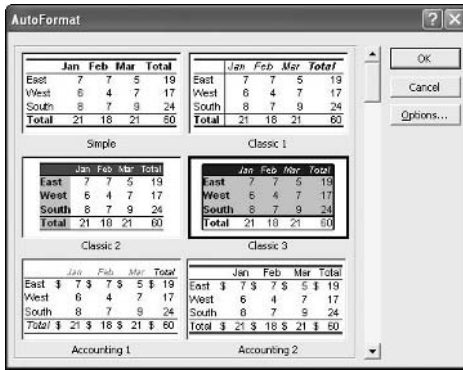 AutoFormat
Jan Feb Mar Total
East 7 7 5 19
West 6 4 7 17
South 8 7 9 24
Total 21 18 21 60
Simple
Jan Feb Mar Total
East 7 7 5 19
West 6 4 7 17
South 8 7 9 24
Total 21 18 21 60
Classic 1
Jan Feb Mar Total
East 7 7 5 19
West 6 4 7 17
South 8 7 9 24
Total 21 18 21 60
Classic 2
Jan Feb Mar Total
East 7 7 5 19
West 6 4 7 17
South 8 7 9 24
Total 21 18 21 60
Classic 3
Jan Feb Mar Total
East $ 7 $ 7 $ 5 $ 19
West 6 4 7 17
South 8 7 9 24
Total $ 21 $ 18 $ 21 $ 60
Accounting 1
Jan Feb Mar Total
East $ 7 $ 7 $ 5 $ 19
West 6 4 7 17
South 8 7 9 24
Total $ 21 $ 18 $ 21 $ 60
Accounting 2
OK
Cancel
Options...